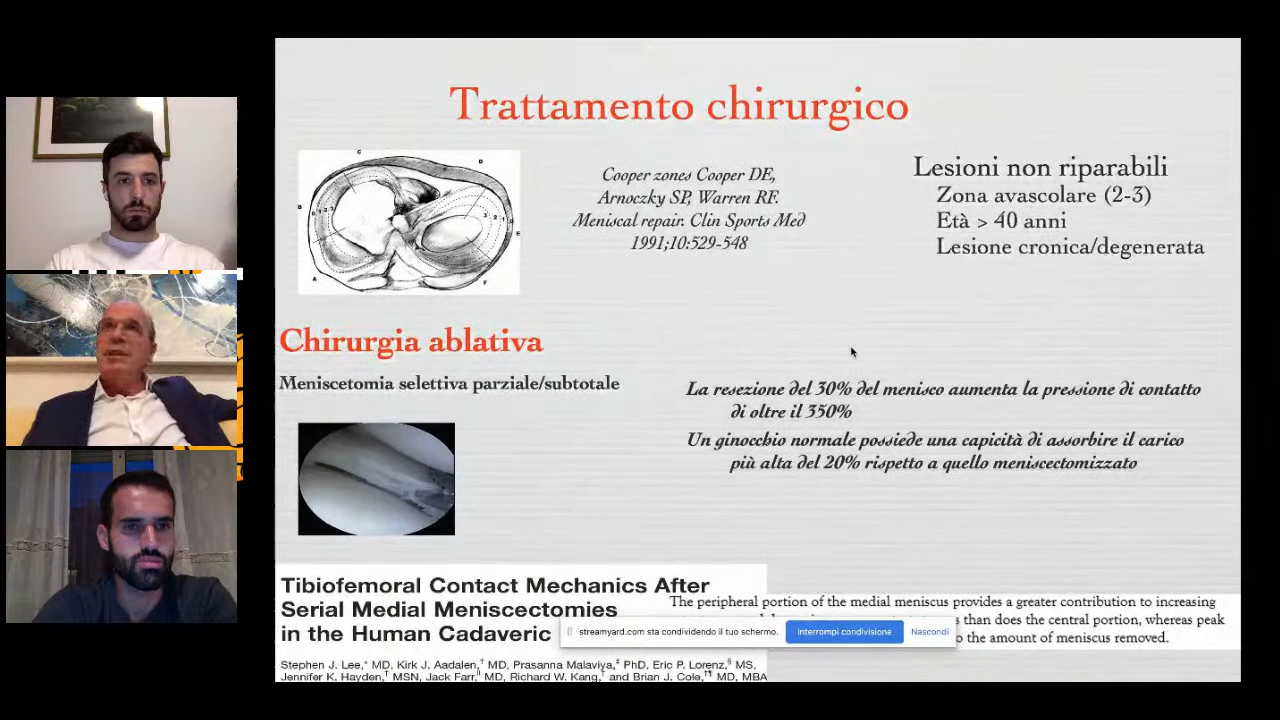 Trattamento chirurgico
Cooper zones Cooper DE,
Arnoczky SP, Warren RF.
Meniscal repair. Clin Sports Med
1991;10:529-548
Lesioni non riparabili
Zona avascolare (2-3)
Età > 40 anni
Lesione cronica/degenerata
Chirurgia ablativa
Meniscetomia selettiva parziale/subtotale
La resezione del 30% del menisco aumenta la pressione di contatto
di oltre il 350%
Un ginocchio normale possiede una capicità di assorbire il carico
più alta del 20% rispetto a quello meniscectomizzato
Tibiofemoral Contact Mechanics After
Serial Medial Meniscectomies
in the Human Cadaveric
Stephen J. Lee,* MD, Kirk J. Aadalen,† MD, Prasanna Malaviya,‡ PhD, Eric P. Lorenz,§ MS,
Jennifer K. Hayden,† MSN, Jack Farr,|| MD, Richard W. Kang,† and Brian J. Cole,†¶ MD, MBA
The peripheral portion of the medial meniscus provides a greater contribution to increasing
than does the central portion, whereas peak
o the amount of meniscus removed.
streamyard.com sta condividendo il tuo schermo.
Interrompi condivisione
Nascondi